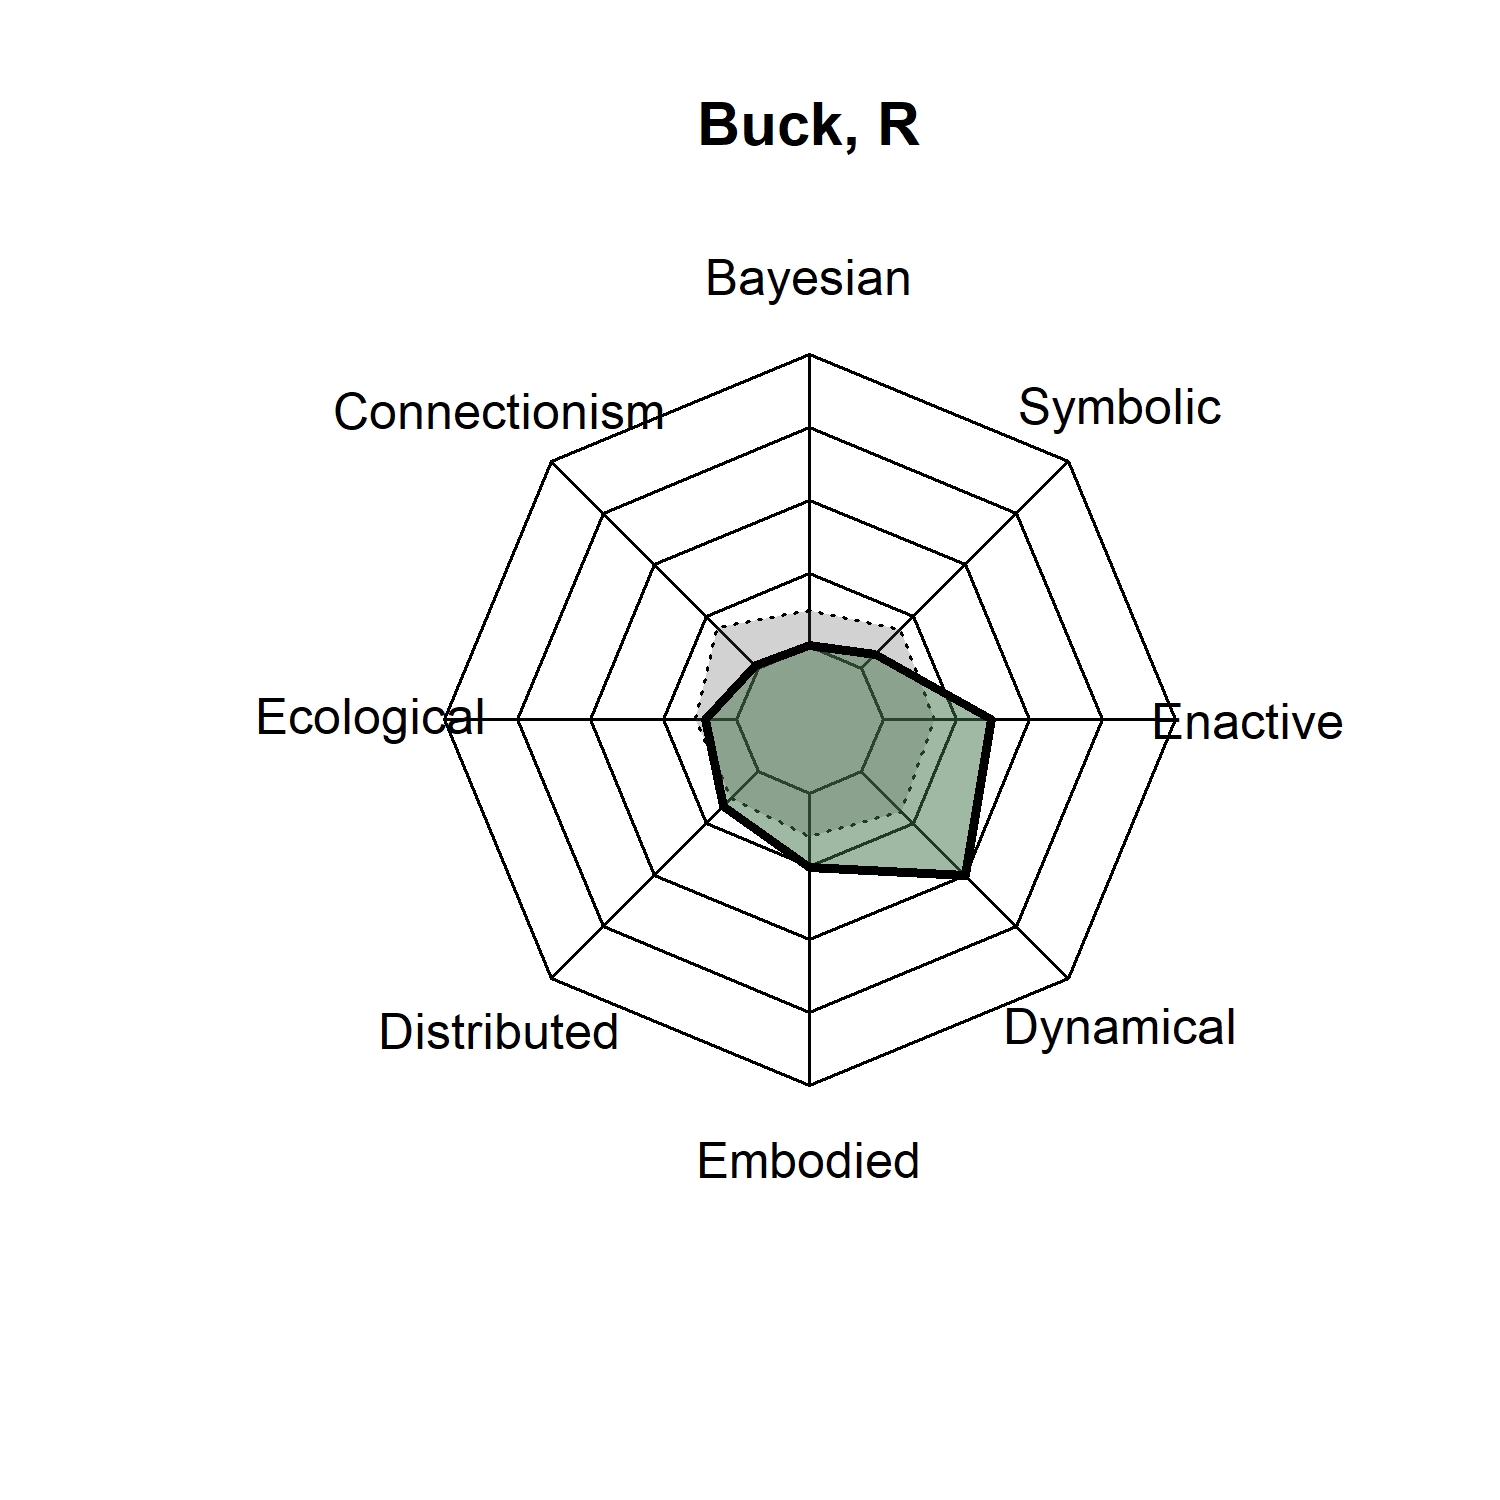 Buck, R
Bayesian
Connectionism
Symbolic
Ecological
Enactive
Distributed
Dynamical
Embodied